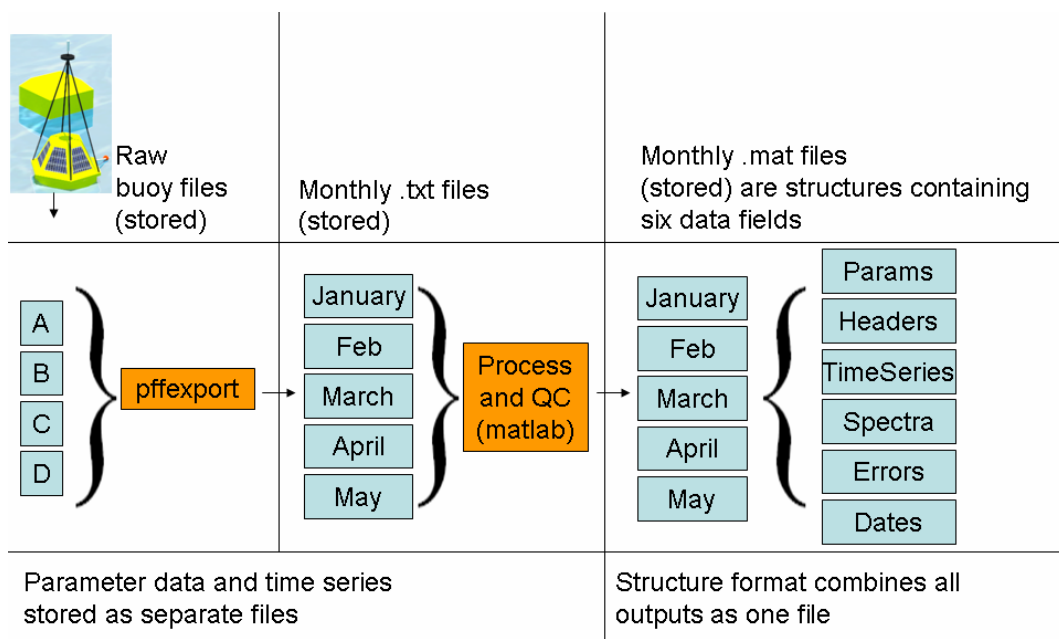 Raw
buoy files
(stored)
Monthly .txt files
(stored)
Monthly .mat files
(stored) are structures containing
six data fields
A
B
C
D
pffexport
January
Feb
March
April
May
Process
and QC
(matlab)
January
Feb
March
April
May
Params
Headers
TimeSeries
Spectra
Errors
Dates
Parameter data and time series
stored as separate files
Structure format combines all
outputs as one file